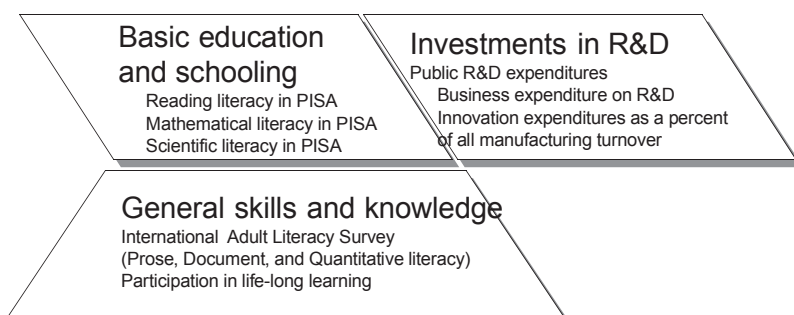 Basic education
and schooling
Reading literacy in PISA
Mathematical literacy in PISA
Scientific literacy in PISA
Investments in R&D
Public R&D expenditures
Business expenditure on R&D
Innovation expenditures as a percent
of all manufacturing turnover
General skills and knowledge
International Adult Literacy Survey
(Prose, Document, and Quantitative literacy)
Participation in life-long learning